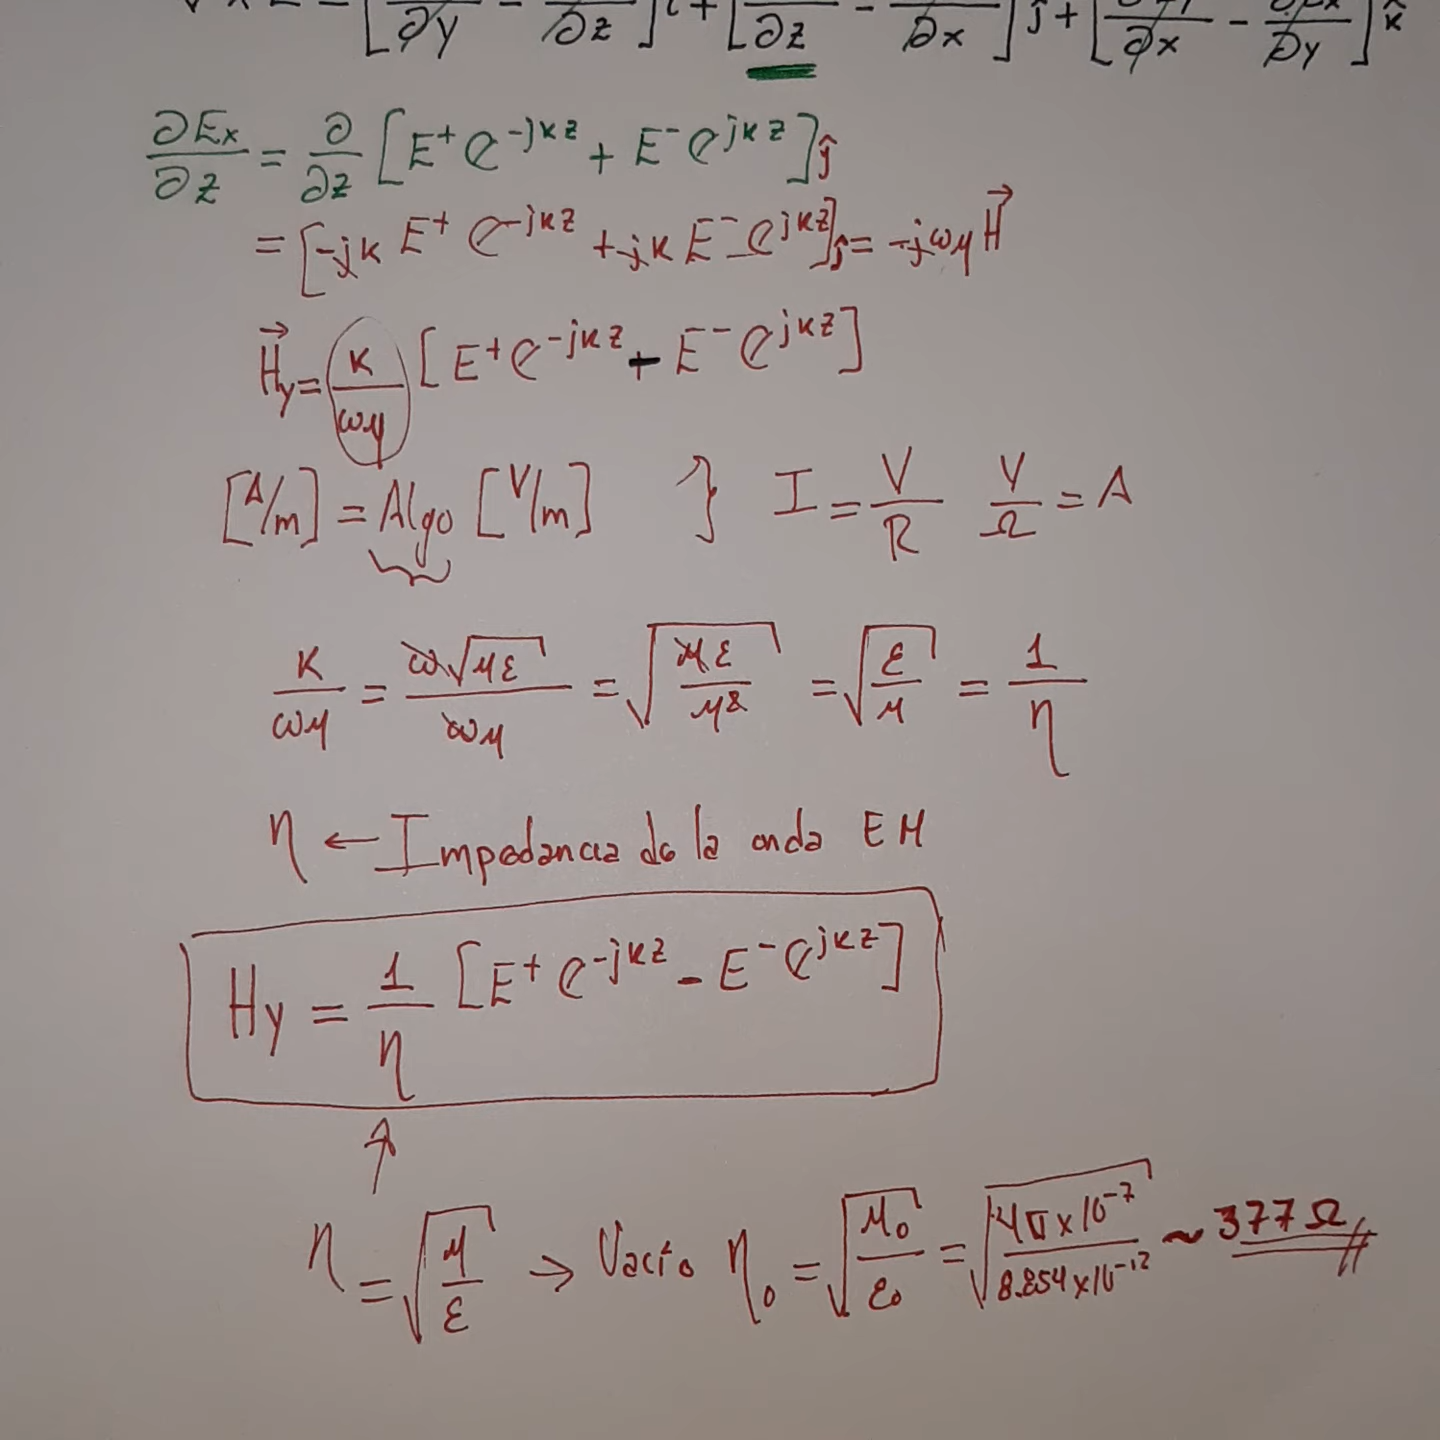 ∇ x E = [∂/∂y - ∂/∂z] î + [∂/∂z - ∂/∂x] ĵ + [∂/∂x - ∂Ex/∂y] k̂
∂Ex/∂z = ∂/∂z [E⁺ e^(-jkz) + E⁻ e^(jkz)] ĵ
= [-jk E⁺ e^(-jkz) + jk E⁻ e^(jkz)] ĵ = -jωμ H⃗
H⃗y = k/ωμ [E⁺ e^(-jkz) - E⁻ e^(jkz)]
[A/m] = Algo [V/m] } I = V/R V/Ω = A
k/ωμ = ω√(με)/ωμ = √(με/μ²) = √(ε/μ) = 1/η
η ← Impedancia de la onda EM
Hy = 1/η [E⁺ e^(-jkz) - E⁻ e^(jkz)]
↑
η = √(μ/ε) → Vacío η₀ = √(μ₀/ε₀) = √(4π x 10⁻⁷/8.854 x 10⁻¹²) ~ 377 Ω